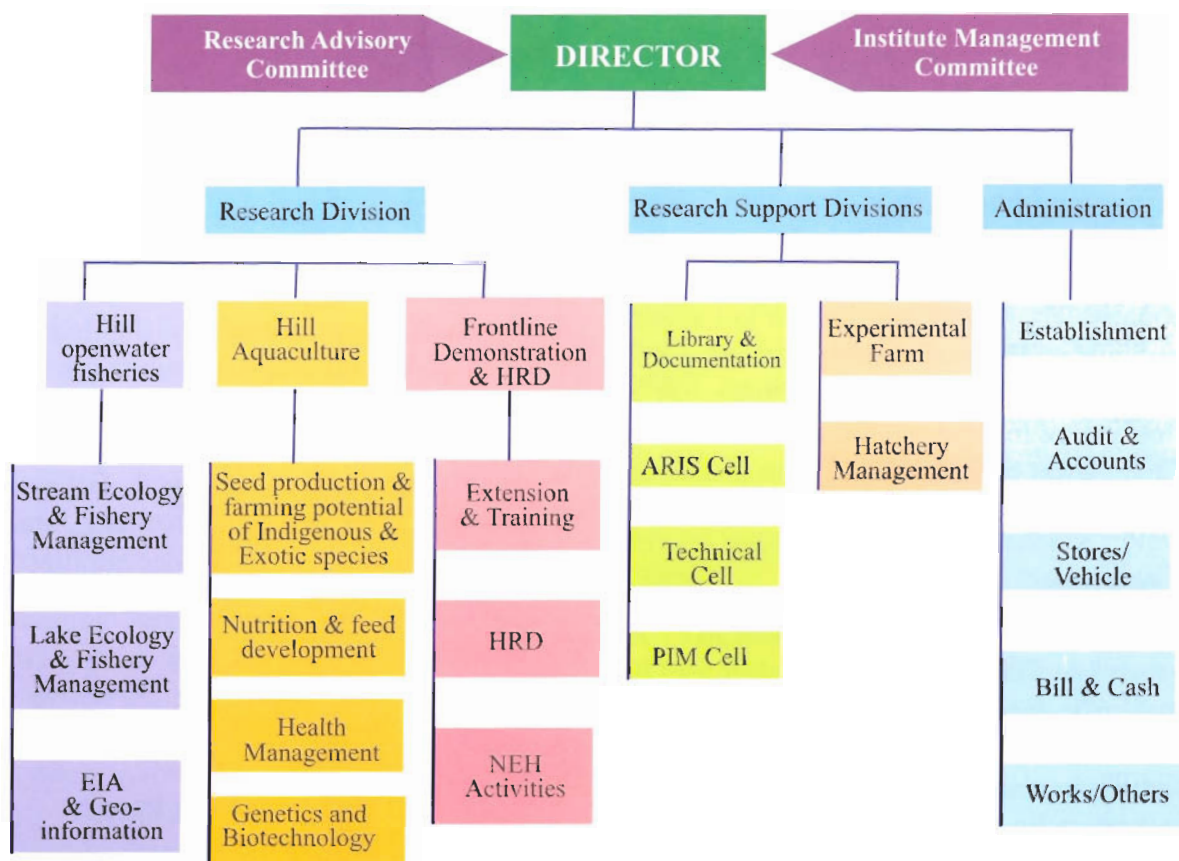 Research Advisory
Committee
DIRECTOR
Institute Management
Committee
Research Division
Research Support Divisions
Administration
Hill
openwater
fisheries
Hill
Aquaculture
Frontline
Demonstration
& HRD
Library &
Documentation
Experimental
Farm
Establishment
Stream Ecology
& Fishery
Management
Lake Ecology
& Fishery
Management
EIA
& Geo-
information
Seed production &
farming potential
of Indigenous &
Exotic species
Nutrition & feed
development
Health
Management
Genetics and
Biotechnology
Extension
& Training
HRD
NEH
Activities
ARIS Cell
Technical
Cell
PIM Cell
Hatchery
Management
Audit &
Accounts
Stores/
Vehicle
Bill & Cash
Works/Others